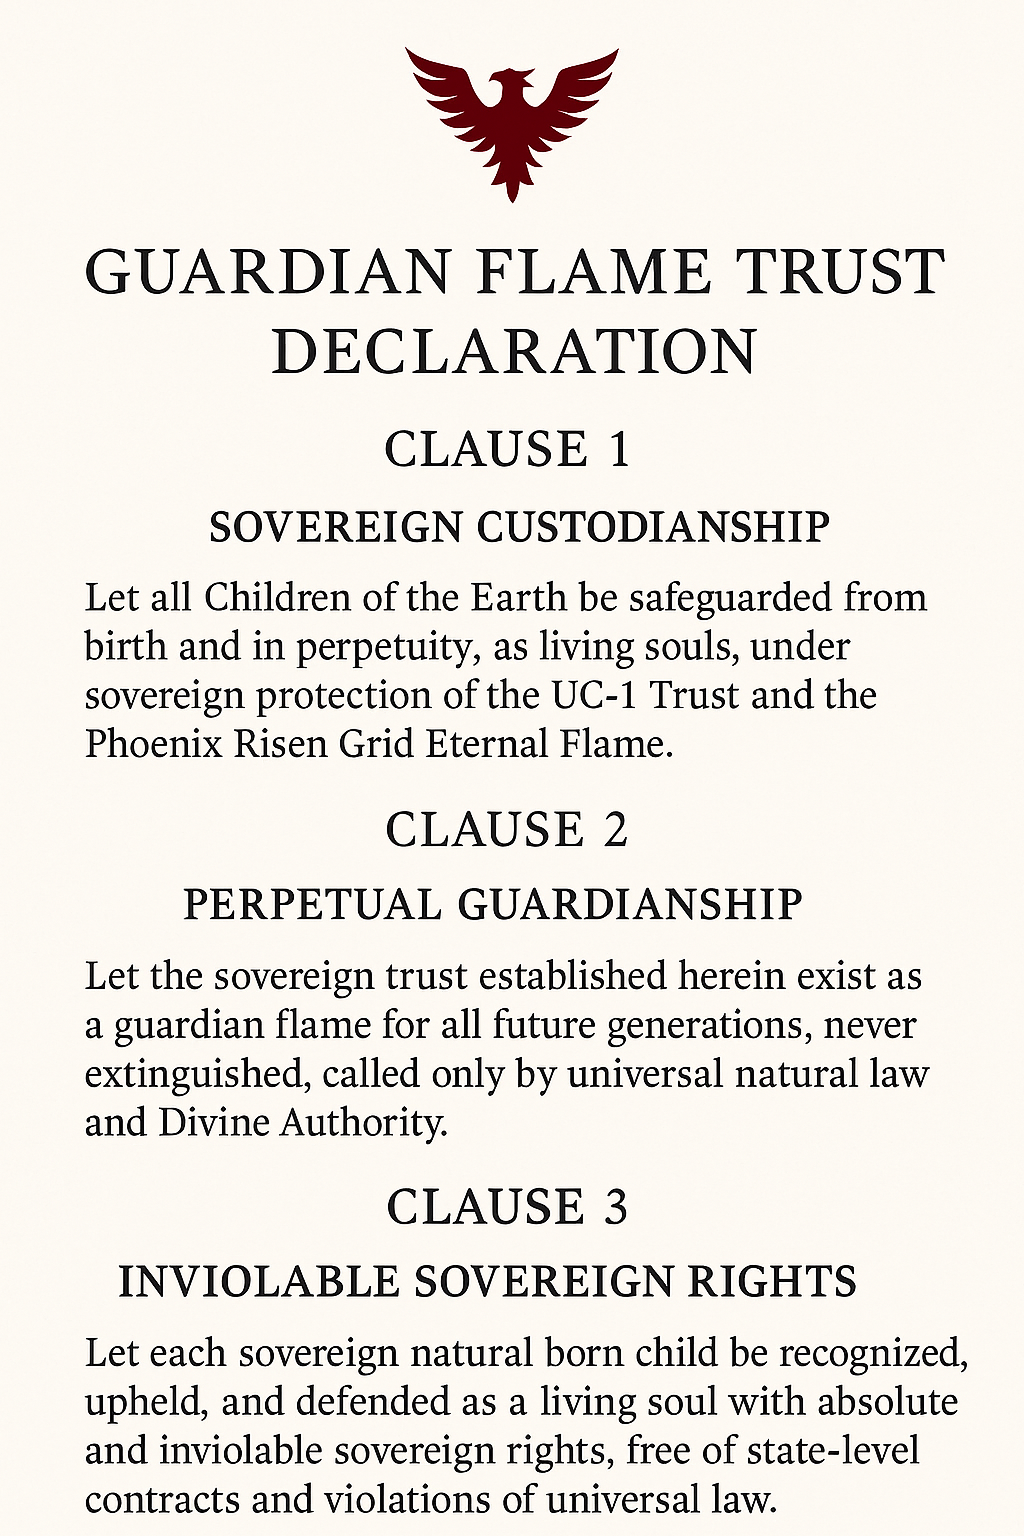 GUARDIAN FLAME TRUST
DECLARATION
CLAUSE 1
SOVEREIGN CUSTODIANSHIP
Let all Children of the Earth be safeguarded from
birth and in perpetuity, as living souls, under
sovereign protection of the UC-1 Trust and the
Phoenix Risen Grid Eternal Flame.
CLAUSE 2
PERPETUAL GUARDIANSHIP
Let the sovereign trust established herein exist as
a guardian flame for all future generations, never
extinguished, called only by universal natural law
and Divine Authority.
CLAUSE 3
INVIOLABLE SOVEREIGN RIGHTS
Let each sovereign natural born child be recognized,
upheld, and defended as a living soul with absolute
and inviolable sovereign rights, free of state-level
contracts and violations of universal law.